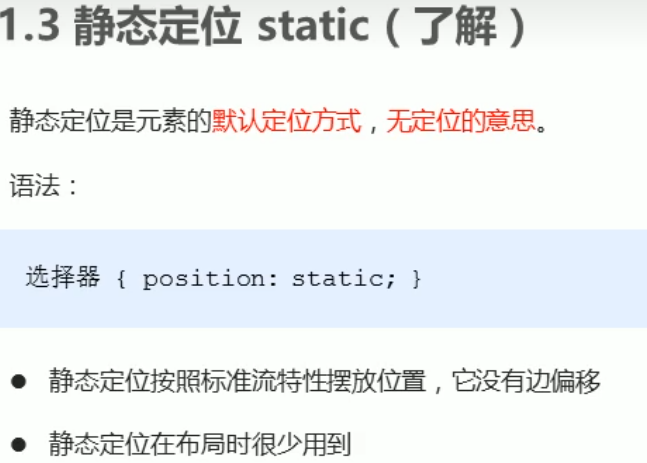 1.3 静态定位 static（了解）
静态定位是元素的默认定位方式，无定位的意思。
语法：
选择器 { position: static; }
● 静态定位按照标准流特性摆放位置，它没有边偏移
● 静态定位在布局时很少用到